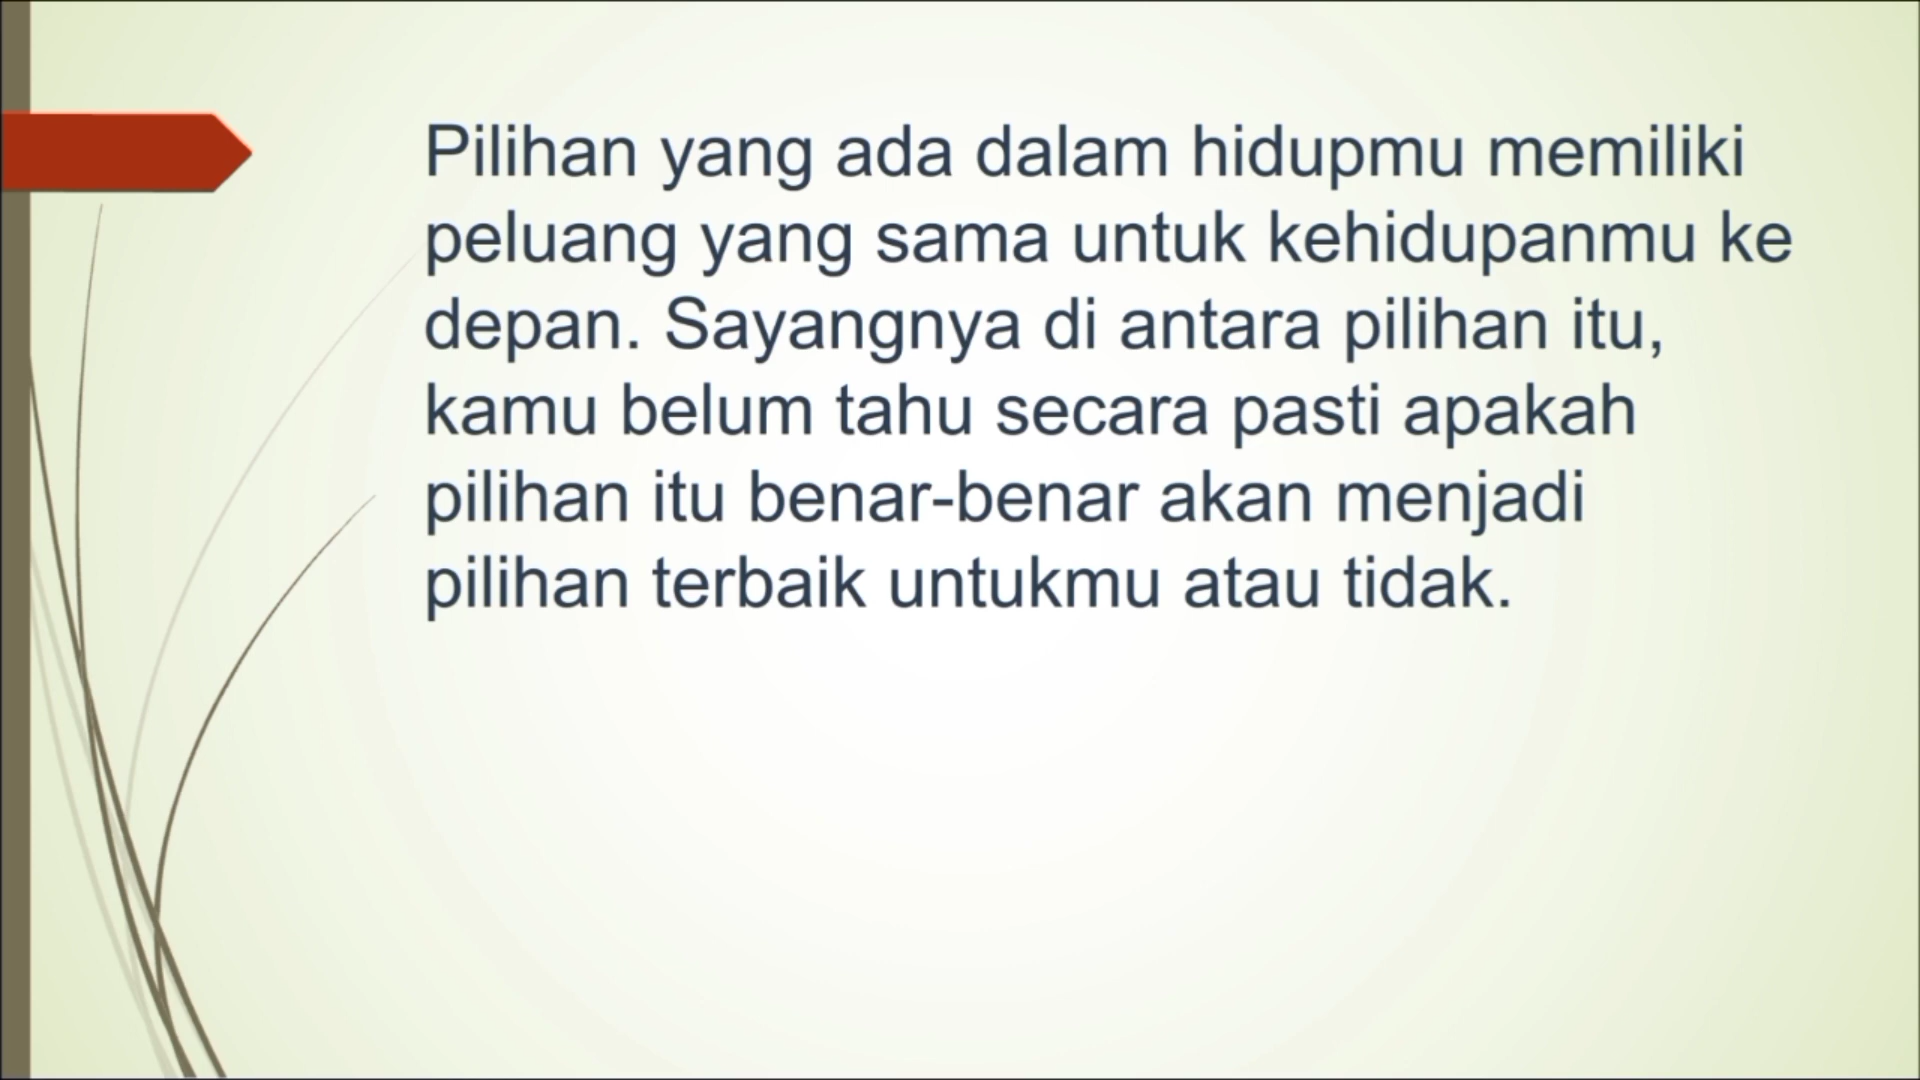 Pilihan yang ada dalam hidupmu memiliki
peluang yang sama untuk kehidupanmu ke
depan. Sayangnya di antara pilihan itu,
kamu belum tahu secara pasti apakah
pilihan itu benar-benar akan menjadi
pilihan terbaik untukmu atau tidak.